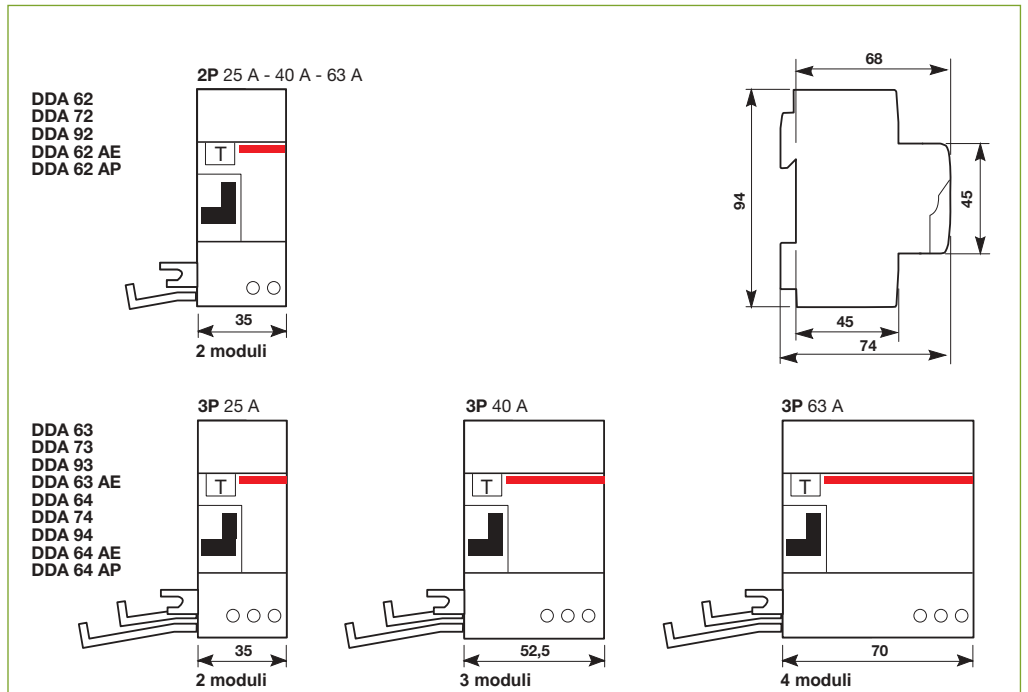 2P 25 A - 40 A - 63 A
DDA 62
DDA 72
DDA 92
DDA 62 AE
DDA 62 AP
T
35
2 moduli
68
94
45
45
74
DDA 63
DDA 73
DDA 93
DDA 63 AE
DDA 64
DDA 74
DDA 94
DDA 64 AE
DDA 64 AP
3P 25 A
T
35
2 moduli
3P 40 A
T
52,5
3 moduli
3P 63 A
T
70
4 moduli